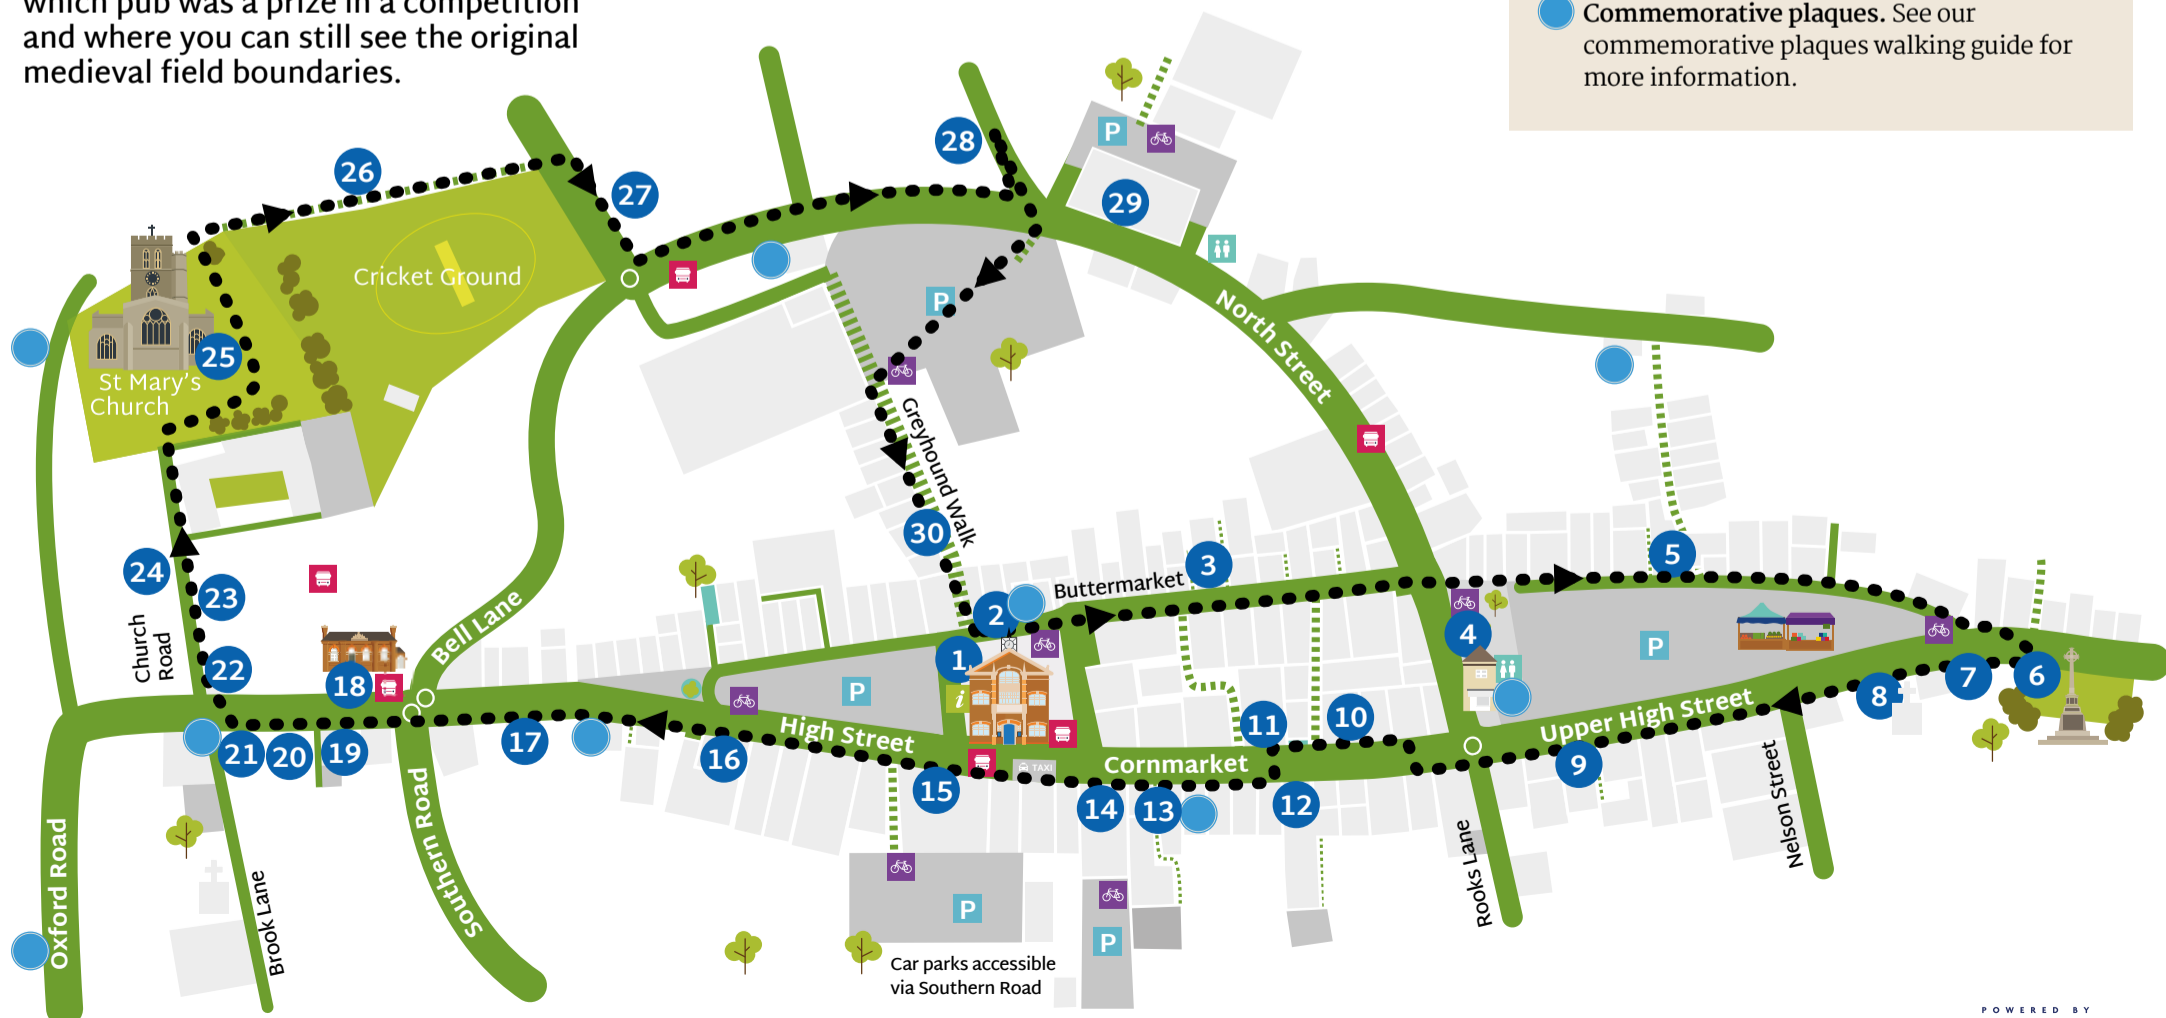 which pub was a prize in a competition
and where you can still see the original
medieval field boundaries.
Commemorative plaques. See our
commemorative plaques walking guide for
more information.
28
P
26
27
29
Cricket Ground
25
St Mary's
Church
P
North Street
Greyhound Walk
30
24
23
Church
Road
22
18
Bell Lane
2
Buttermarket
3
5
1
i
4
P
6
7
8
P
High Street
11
10
Upper High Street
21
20
19
17
16
15
TAXI
Cornmarket
14
13
12
9
Nelson Street
Rooks Lane
Oxford Road
Brook Lane
Southern Road
P
P
Car parks accessible
via Southern Road
POWERED BY